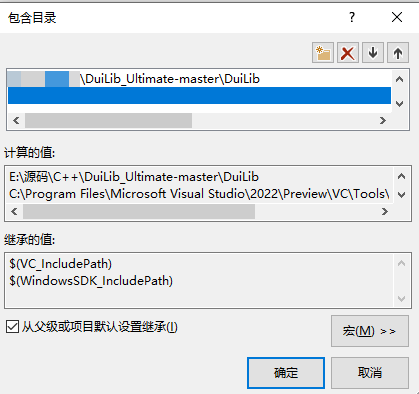 包含目录
\DuiLib_Ultimate-master\DuiLib
计算的值:
E:\源码\C++\DuiLib_Ultimate-master\DuiLib
C:\Program Files\Microsoft Visual Studio\2022\Preview\VC\Tools\
继承的值:
$(VC_IncludePath)
$(WindowsSDK_IncludePath)
从父级或项目默认设置继承(I)
宏(M) >>
确定
取消